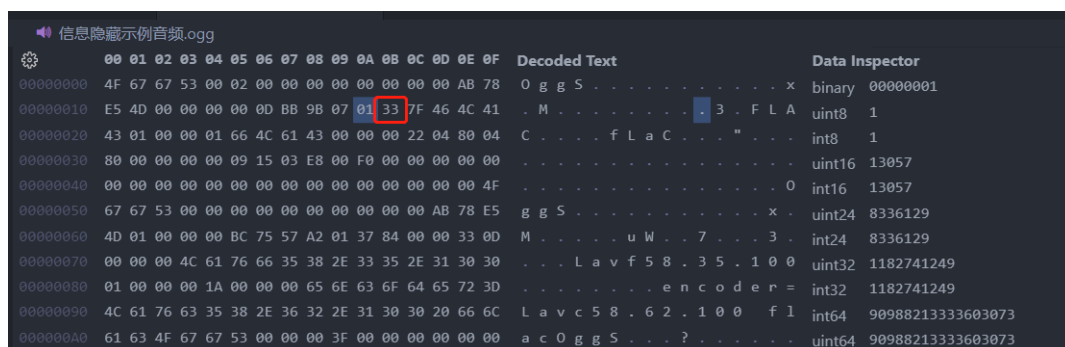 信息隐藏示例音频.ogg
00 01 02 03 04 05 06 07 08 09 0A 0B 0C 0D 0E 0F Decoded Text Data Inspector
00000000 4F 67 67 53 00 02 00 00 00 00 00 00 00 00 AB 78 O g g S . . . . . . . . . . . x binary 00000001
00000010 E5 4D 00 00 00 00 0D BB 9B 07 01 33 7F 46 4C 41 . M . . . . . . . . . 3 . F L A uint8 1
00000020 43 01 00 00 01 66 4C 61 43 00 00 00 22 04 80 04 C . . . . f L a C . . . " . . . int8 1
00000030 80 00 00 00 00 09 15 03 E8 00 F0 00 00 00 00 00 . . . . . . . . . . . . . . . . uint16 13057
00000040 00 00 00 00 00 00 00 00 00 00 00 00 00 00 00 4F . . . . . . . . . . . . . . . O int16 13057
00000050 67 67 53 00 00 00 00 00 00 00 00 00 00 AB 78 E5 g g S . . . . . . . . . . . x . uint24 8336129
00000060 4D 01 00 00 00 BC 75 57 A2 01 37 84 00 00 33 0D M . . . . . u W . . 7 . . . 3 . int24 8336129
00000070 00 00 00 4C 61 76 66 35 38 2E 33 35 2E 31 30 30 . . . L a v f 5 8 . 3 5 . 1 0 0 uint32 1182741249
00000080 01 00 00 00 1A 00 00 00 65 6E 63 6F 64 65 72 3D . . . . . . . . e n c o d e r = int32 1182741249
00000090 4C 61 76 63 35 38 2E 36 32 2E 31 30 30 20 66 6C L a v c 5 8 . 6 2 . 1 0 0 f l int64 90988213333603073
000000A0 61 63 4F 67 67 53 00 00 00 3F 00 00 00 00 00 00 a c O g g S . . . ? . . . . . . uint64 90988213333603073